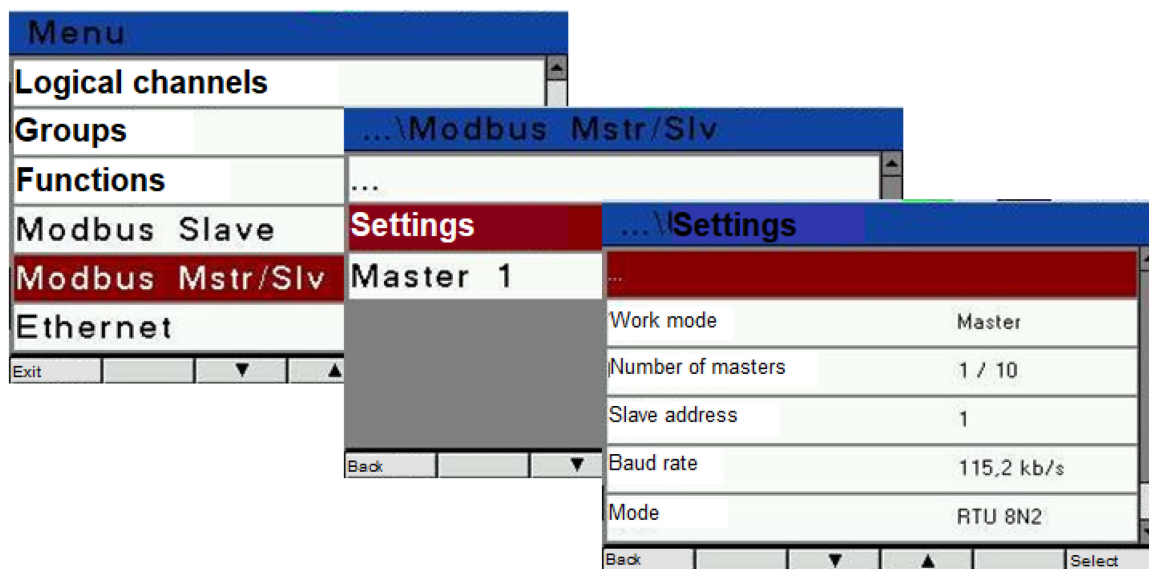 Menu
Logical channels
Groups
Functions
Modbus Slave
Modbus Mstr/Slv
Ethernet
Exit
...\Modbus Mstr/Slv
...
Settings
Master 1
Back
...\Settings
...
Work mode Master
Number of masters 1 / 10
Slave address 1
Baud rate 115,2 kb/s
Mode RTU 8N2
Back Select